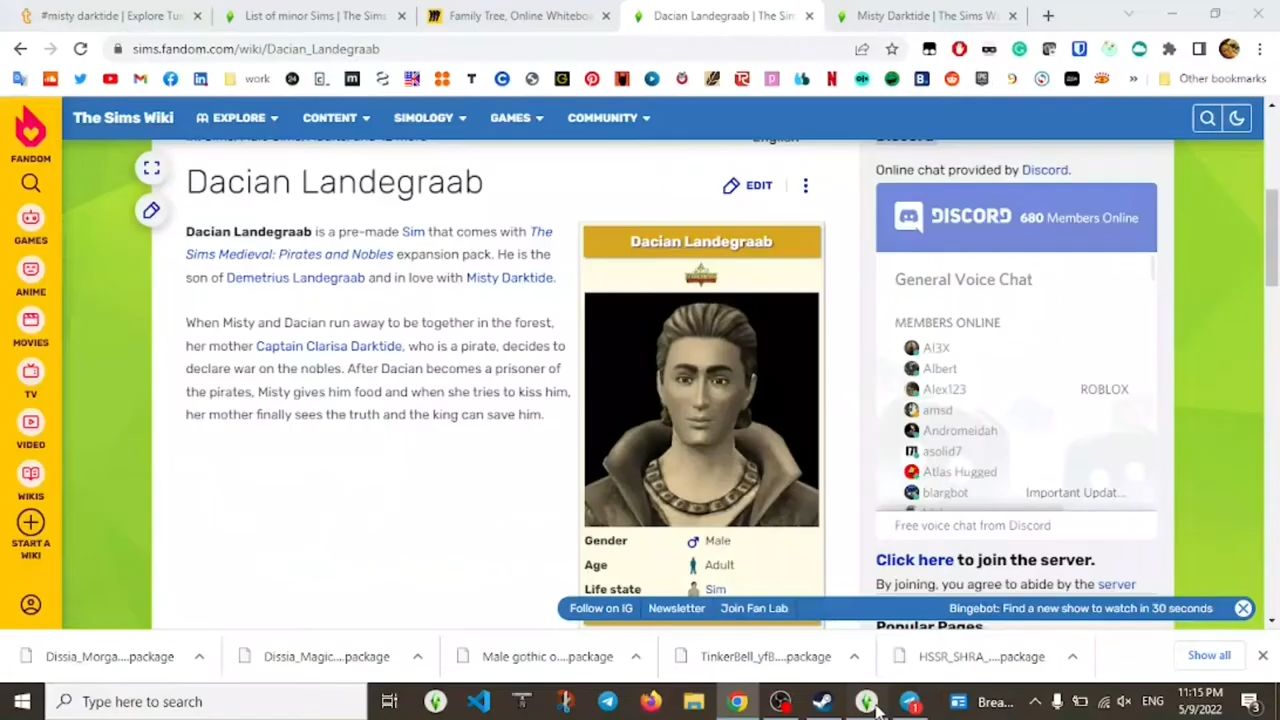 #misty darktide | Explore Tu
List of minor Sims | The Sims
Family Tree, Online Whitebo
Dacian Landegraab | The Sim
Misty Darktide | The Sims W
sims.fandom.com/wiki/Dacian_Landegraab
work
Other bookmarks
The Sims Wiki
EXPLORE
CONTENT
SIMOLOGY
GAMES
COMMUNITY
FANDOM
GAMES
ANIME
MOVIES
TV
VIDEO
WIKIS
START A
WIKI
English
Dacian Landegraab
EDIT
Dacian Landegraab is a pre-made Sim that comes with The
Sims Medieval: Pirates and Nobles expansion pack. He is the
son of Demetrius Landegraab and in love with Misty Darktide.
When Misty and Dacian run away to be together in the forest,
her mother Captain Clarisa Darktide, who is a pirate, decides to
declare war on the nobles. After Dacian becomes a prisoner of
the pirates, Misty gives him food and when she tries to kiss him,
her mother finally sees the truth and the king can save him.
Dacian Landegraab
Gender Male
Age Adult
Life state Sim
Discord
Online chat provided by Discord.
DISCORD 680 Members Online
General Voice Chat
MEMBERS ONLINE
Al3X
Albert
Alex123 ROBLOX
amsd
Andromeidah
asolid7
Atlas Hugged
blargbot Important Updat...
Free voice chat from Discord
Click here to join the server.
By joining, you agree to abide by the server
Popular Pages
Follow on IG
Newsletter
Join Fan Lab
Bingebot: Find a new show to watch in 30 seconds
Dissia_Morga....package
Dissia_Magic....package
Male gothic o....package
TinkerBell_yfB....package
HSSR_SHRA_....package
Show all
Type here to search
Brea...
ENG
11:15 PM
5/9/2022